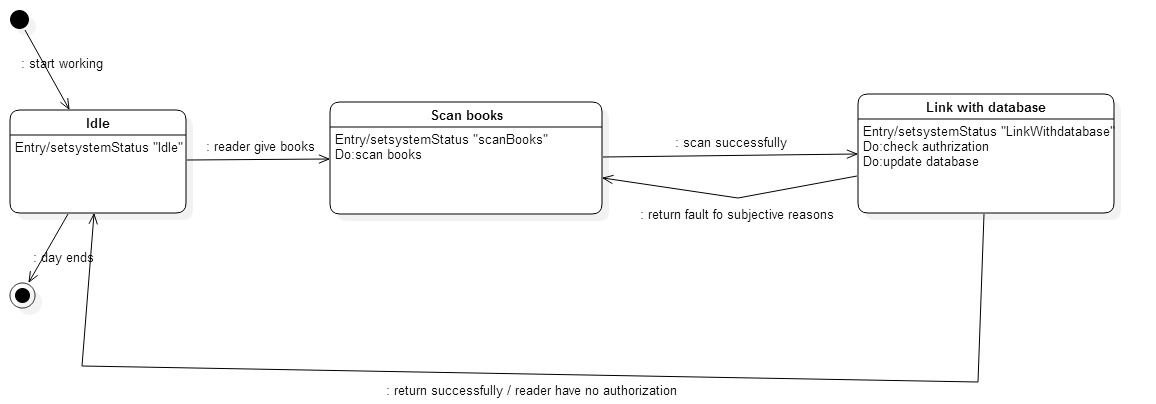 : start working
Idle
Entry/setsystemStatus "Idle"
: reader give books
Scan books
Entry/setsystemStatus "scanBooks"
Do:scan books
: scan successfully
Link with database
Entry/setsystemStatus "LinkWithdatabase"
Do:check authrization
Do:update database
: return fault fo subjective reasons
: day ends
: return successfully / reader have no authorization